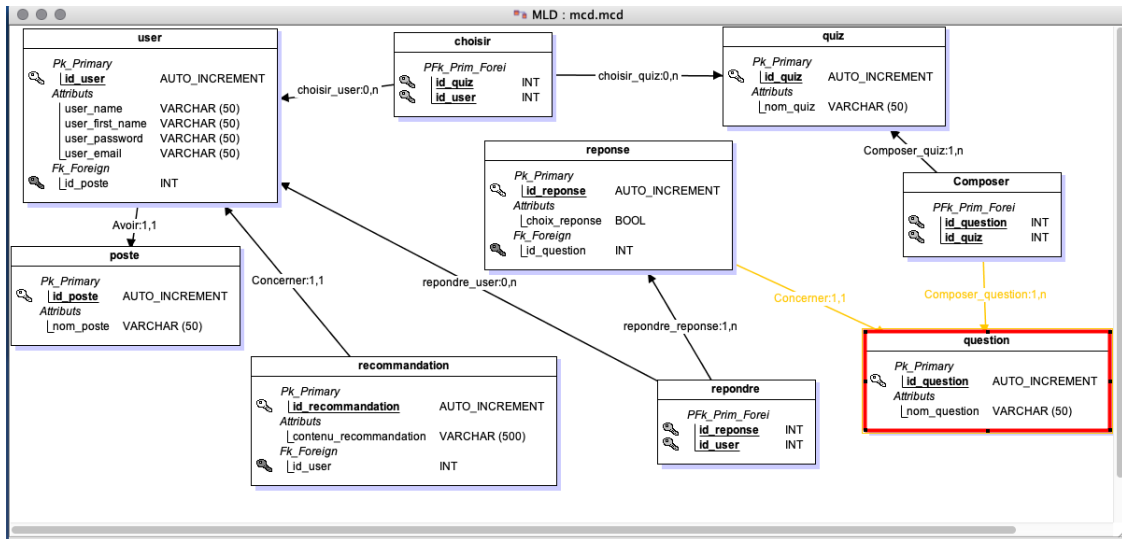 MLD : mcd.mcd
user
Pk_Primary
id_user AUTO_INCREMENT
Attributs
user_name VARCHAR (50)
user_first_name VARCHAR (50)
user_password VARCHAR (50)
user_email VARCHAR (50)
Fk_Foreign
id_poste INT
choisir_user:0,n
choisir
PFk_Prim_Forei
id_quiz INT
id_user INT
choisir_quiz:0,n
quiz
Pk_Primary
id_quiz AUTO_INCREMENT
Attributs
nom_quiz VARCHAR (50)
Composer_quiz:1,n
reponse
Pk_Primary
id_reponse AUTO_INCREMENT
Attributs
choix_reponse BOOL
Fk_Foreign
id_question INT
Composer
PFk_Prim_Forei
id_question INT
id_quiz INT
Avoir:1,1
poste
Pk_Primary
id_poste AUTO_INCREMENT
Attributs
nom_poste VARCHAR (50)
Concerner:1,1
repondre_user:0,n
Concerner:1,1
Composer_question:1,n
repondre_reponse:1,n
question
Pk_Primary
id_question AUTO_INCREMENT
Attributs
nom_question VARCHAR (50)
recommandation
Pk_Primary
id_recommandation AUTO_INCREMENT
Attributs
contenu_recommandation VARCHAR (500)
Fk_Foreign
id_user INT
repondre
PFk_Prim_Forei
id_reponse INT
id_user INT